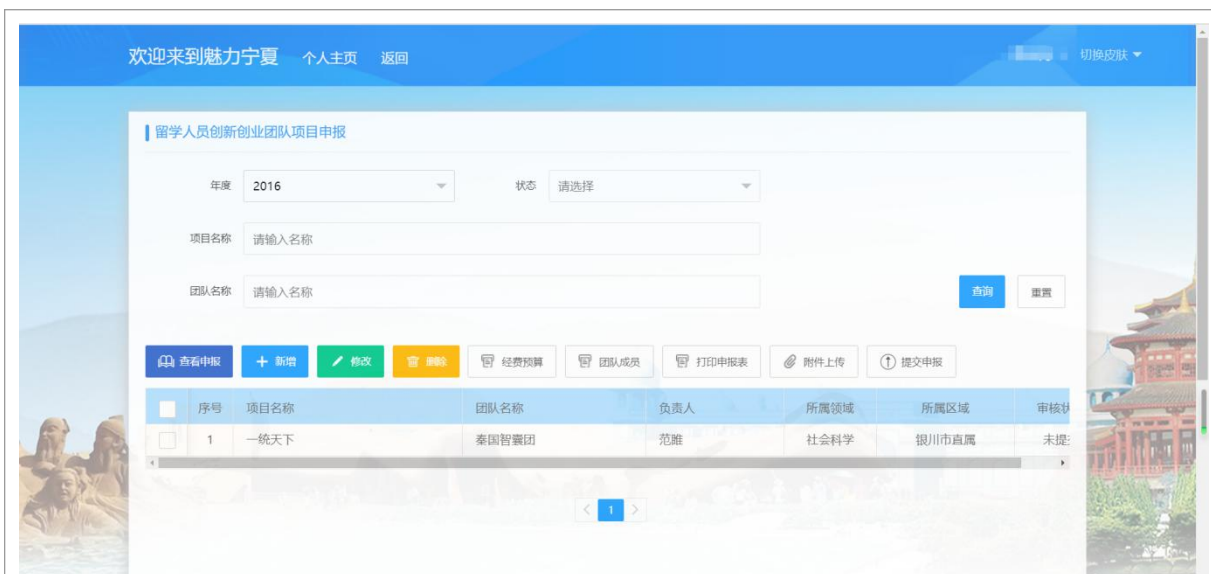 欢迎来到魅力宁夏 个人主页 返回 切换皮肤
留学人员创新创业团队项目申报
年度 2016 状态 请选择
项目名称 请输入名称
团队名称 请输入名称 查询 重置
查看申报 新增 修改 删除 经费预算 团队成员 打印申报表 附件上传 提交申报
序号 项目名称 团队名称 负责人 所属领域 所属区域 审核状
1 一统天下 秦国智囊团 范雎 社会科学 银川市直属 未提
1